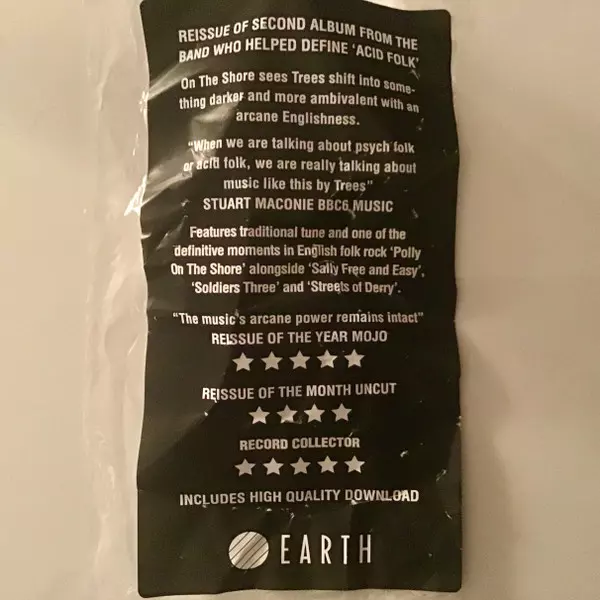 REISSUE OF SECOND ALBUM FROM THE
BAND WHO HELPED DEFINE 'ACID FOLK'
On The Shore sees Trees shift into some-
thing darker and more ambivalent with an
arcane Englishness.
"When we are talking about psych folk
or acid folk, we are really talking about
music like this by Trees"
STUART MACONIE BBC6 MUSIC
Features traditional tune and one of the
definitive moments in English folk rock 'Polly
On The Shore' alongside 'Sally Free and Easy',
'Soldiers Three' and 'Streets of Derry'.
"The music's arcane power remains intact"
REISSUE OF THE YEAR MOJO
★★★★★
REISSUE OF THE MONTH UNCUT
★★★★
RECORD COLLECTOR
★★★★★
INCLUDES HIGH QUALITY DOWNLOAD
EARTH